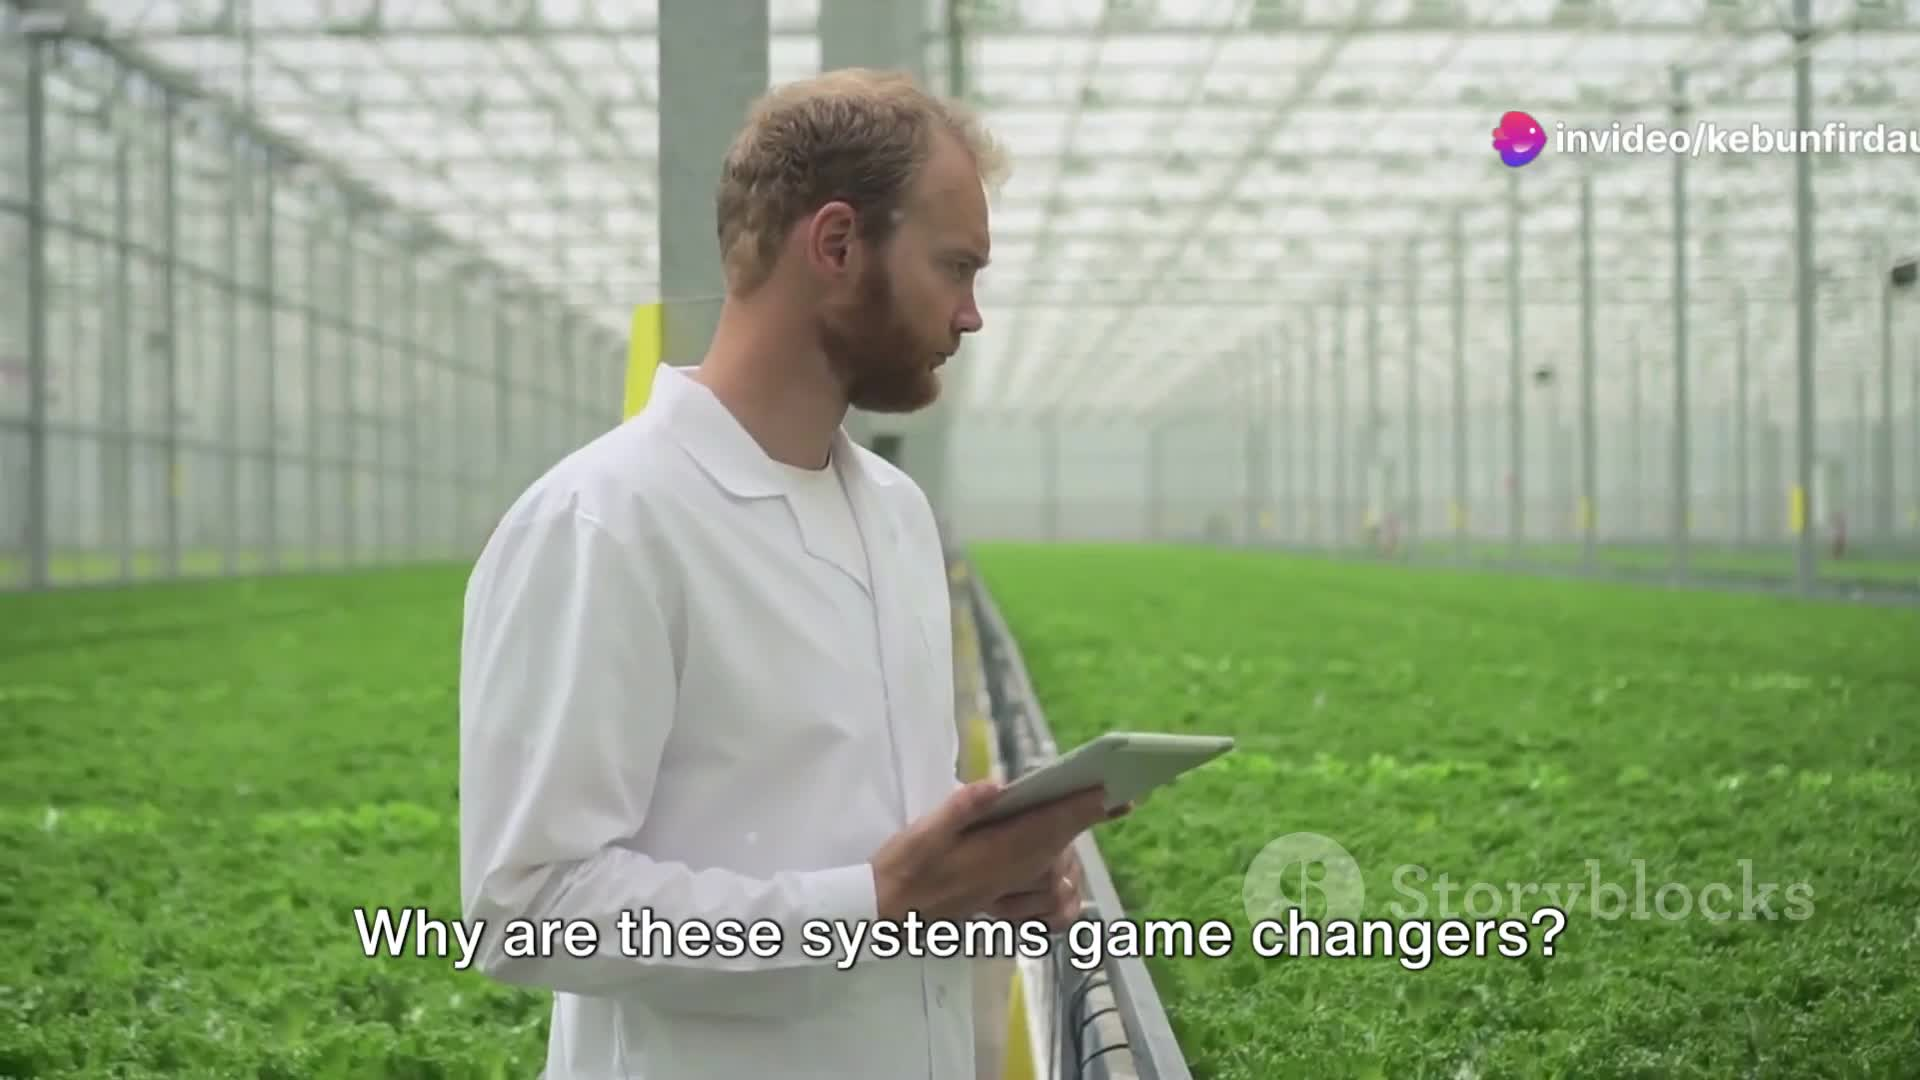 invideo/kebunfirdau
Storyblocks
Why are these systems game changers?